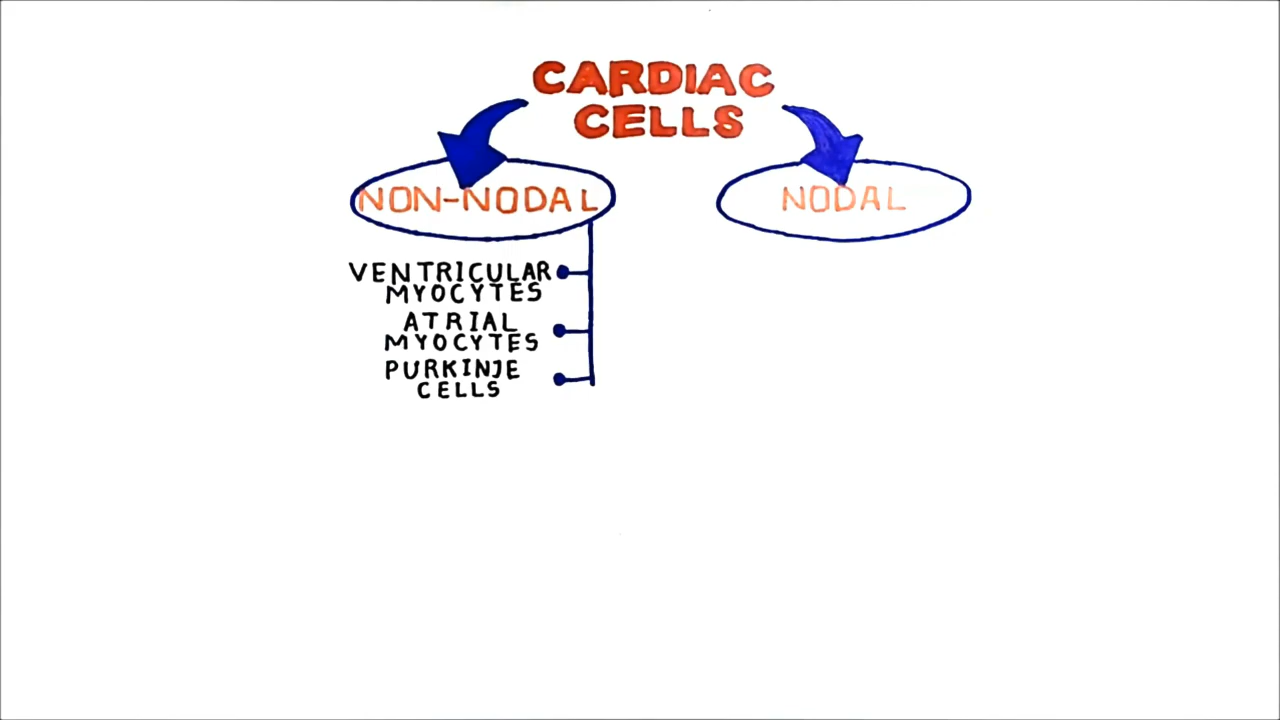 CARDIAC
CELLS
NON-NODAL
NODAL
VENTRICULAR
MYOCYTES
ATRIAL
MYOCYTES
PURKINJE
CELLS